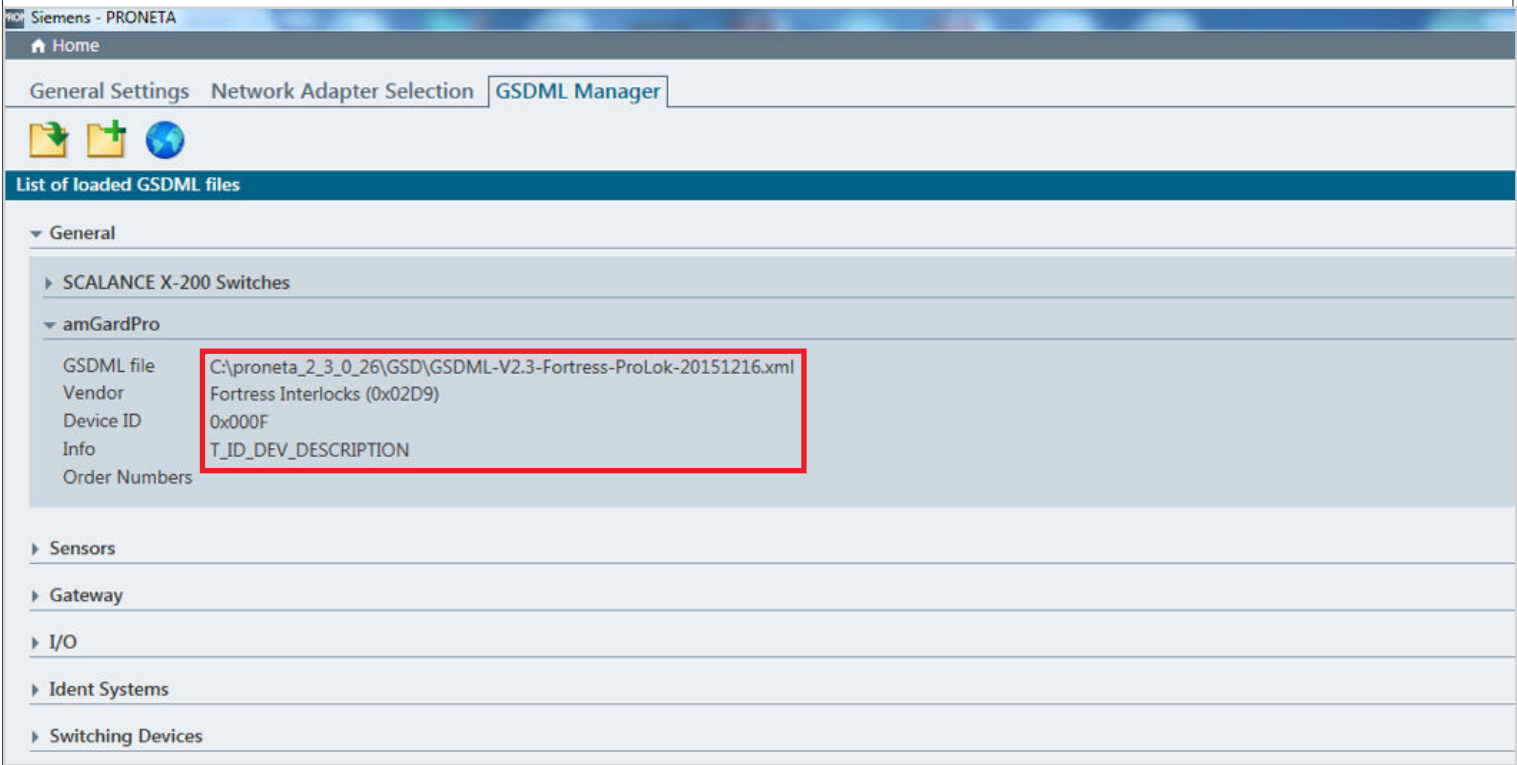 Siemens - PRONETA
Home
General Settings Network Adapter Selection GSDML Manager
List of loaded GSDML files
General
SCALANCE X-200 Switches
amGardPro
GSDML file C:\proneta_2_3_0_26\GSD\GSDML-V2.3-Fortress-ProLok-20151216.xml
Vendor Fortress Interlocks (0x02D9)
Device ID 0x000F
Info T_ID_DEV_DESCRIPTION
Order Numbers
Sensors
Gateway
I/O
Ident Systems
Switching Devices